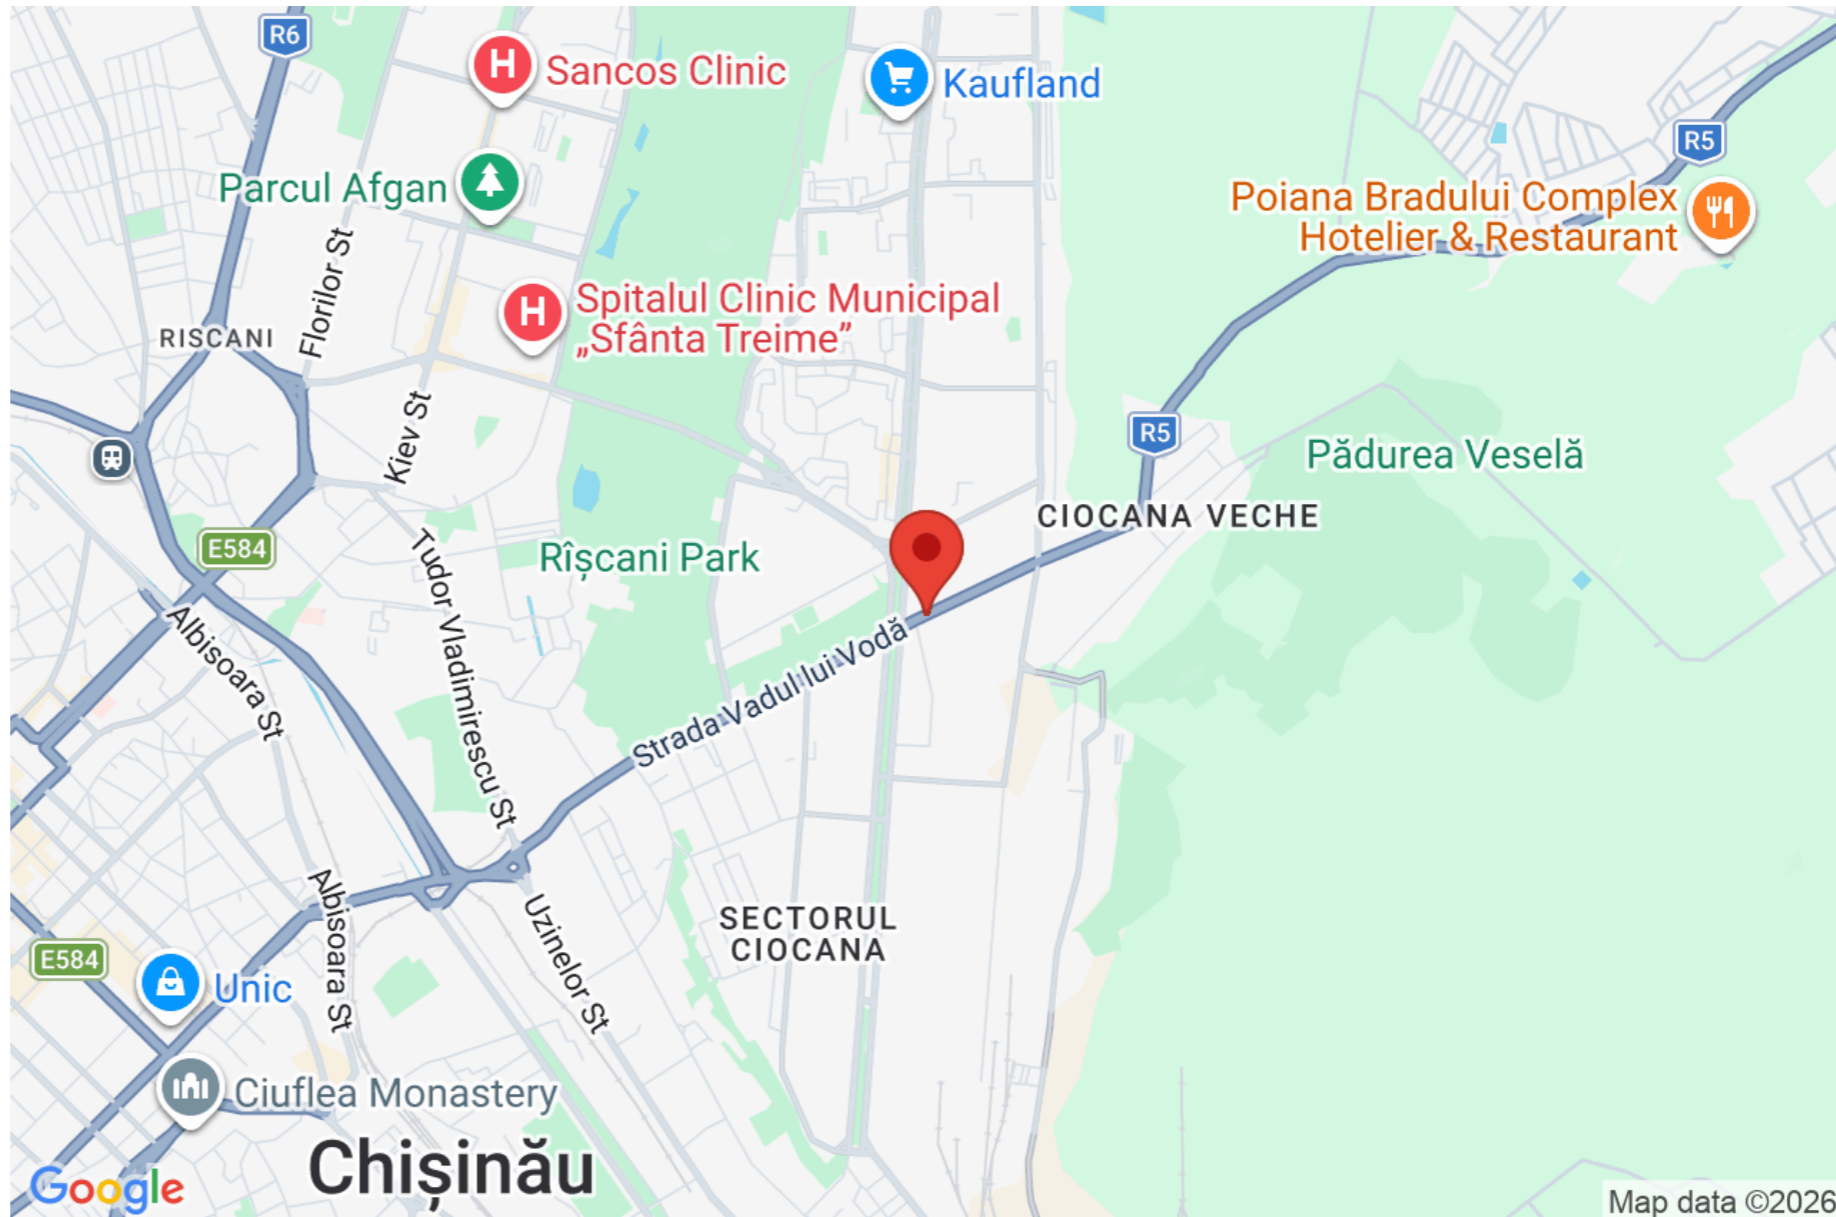 R6
H
Sancos Clinic
Kaufland
R5
Parcul Afgan
Poiana Bradului Complex
Hotelier & Restaurant
Florilor St
H
Spitalul Clinic Municipal
„Sfânta Treime”
RISCANI
Kiev St
R5
Pădurea Veselă
CIOCANA VECHE
E584
Rîșcani Park
Tudor Vladimirescu St
Albisoara St
Strada Vadul lui Vodă
Albisoara St
Uzinelor St
SECTORUL
CIOCANA
E584
Unic
Ciuflea Monastery
Chișinău
Google
Map data ©2026